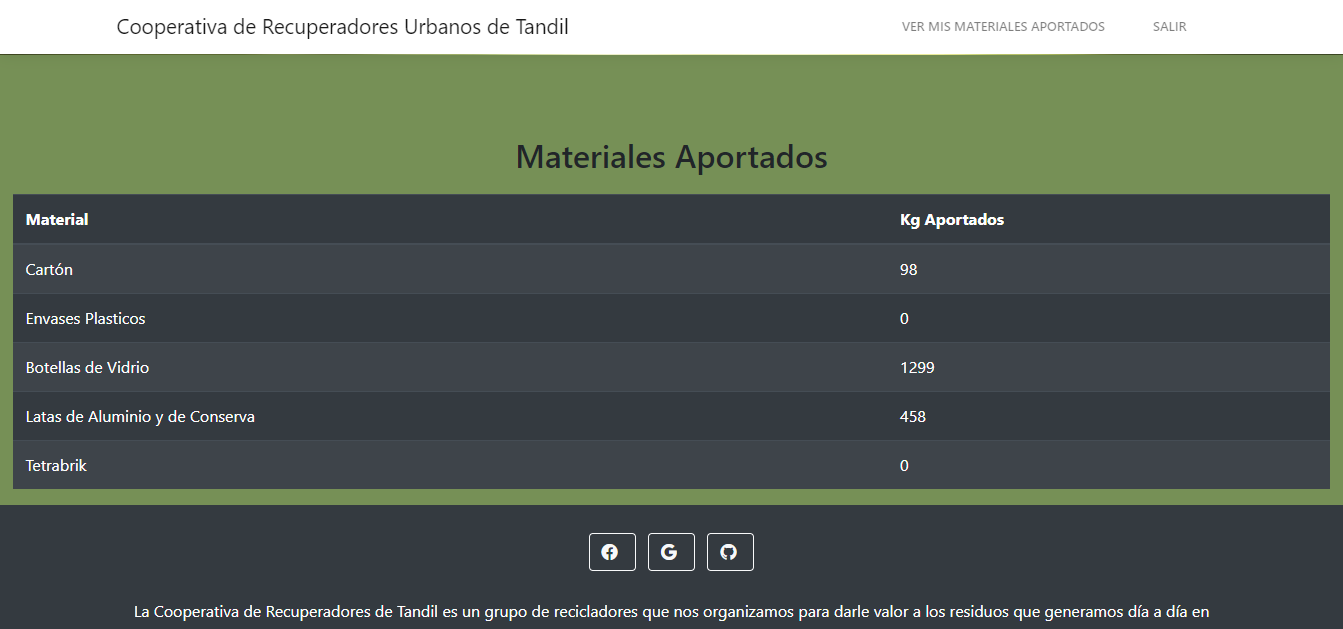 Cooperativa de Recuperadores Urbanos de Tandil VER MIS MATERIALES APORTADOS SALIR
Materiales Aportados
Material Kg Aportados
Cartón 98
Envases Plasticos 0
Botellas de Vidrio 1299
Latas de Aluminio y de Conserva 458
Tetrabrik 0
La Cooperativa de Recuperadores de Tandil es un grupo de recicladores que nos organizamos para darle valor a los residuos que generamos día a día en